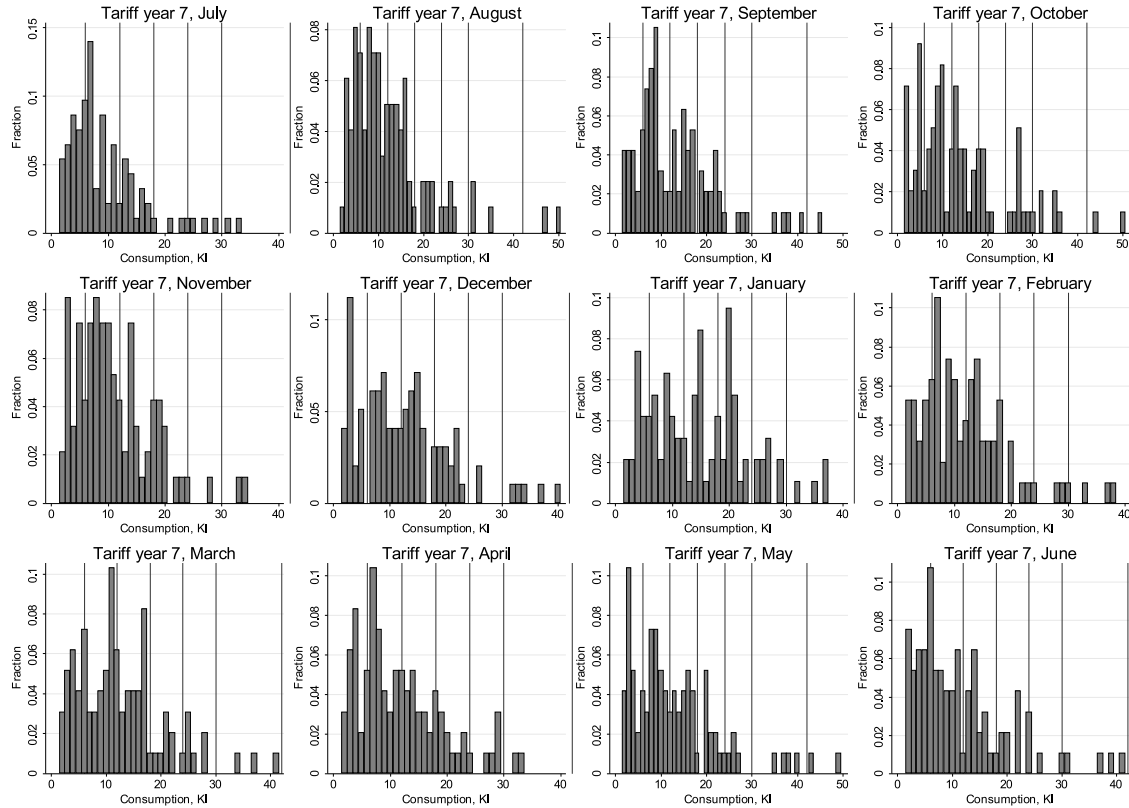 Tariff year 7, July
Fraction
0.15
0.1
0.05
0
0 10 20 30 40
Consumption, Kl
Tariff year 7, August
Fraction
0.08
0.06
0.04
0.02
0
0 10 20 30 40 50
Consumption, Kl
Tariff year 7, September
Fraction
0.1
0.08
0.06
0.04
0.02
0
0 10 20 30 40 50
Consumption, Kl
Tariff year 7, October
Fraction
0.1
0.08
0.06
0.04
0.02
0
0 10 20 30 40 50
Consumption, Kl
Tariff year 7, November
Fraction
0.08
0.06
0.04
0.02
0
0 10 20 30 40
Consumption, Kl
Tariff year 7, December
Fraction
0.1
0.05
0
0 10 20 30 40
Consumption, Kl
Tariff year 7, January
Fraction
0.1
0.08
0.06
0.04
0.02
0
0 10 20 30 40
Consumption, Kl
Tariff year 7, February
Fraction
0.1
0.08
0.06
0.04
0.02
0
0 10 20 30 40
Consumption, Kl
Tariff year 7, March
Fraction
0.1
0.08
0.06
0.04
0.02
0
0 10 20 30 40
Consumption, Kl
Tariff year 7, April
Fraction
0.1
0.08
0.06
0.04
0.02
0
0 10 20 30 40
Consumption, Kl
Tariff year 7, May
Fraction
0.1
0.08
0.06
0.04
0.02
0
0 10 20 30 40 50
Consumption, Kl
Tariff year 7, June
Fraction
0.1
0.08
0.06
0.04
0.02
0
0 10 20 30 40
Consumption, Kl